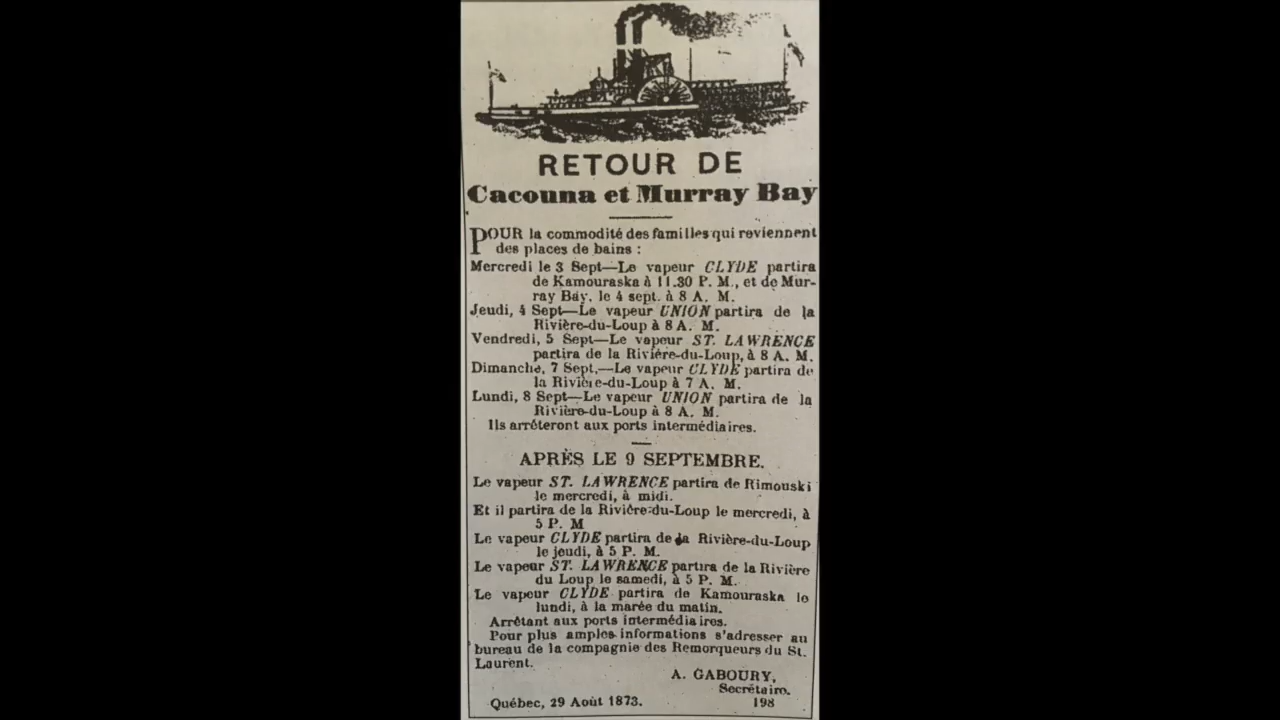 RETOUR DE
Cacouna et Murray Bay
POUR la commodité des familles qui reviennent
des places de bains :
Mercredi le 3 Sept—Le vapeur CLYDE partira
de Kamouraska à 11.30 P. M., et de Mur-
ray Bay, le 4 sept. à 8 A. M.
Jeudi, 4 Sept—Le vapeur UNION partira de la
Rivière-du-Loup à 8 A. M.
Vendredi, 5 Sept—Le vapeur ST. LAWRENCE
partira de la Rivière-du-Loup, à 8 A. M.
Dimanche, 7 Sept,—Le vapeur CLYDE partira de
la Rivière-du-Loup à 7 A. M.
Lundi, 8 Sept—Le vapeur UNION partira de la
Rivière-du-Loup à 8 A. M.
Ils arrêteront aux ports intermédiaires.
APRÈS LE 9 SEPTEMBRE.
Le vapeur ST. LAWRENCE partira de Rimouski
le mercredi, à midi.
Et il partira de la Rivière-du-Loup le mercredi, à
5 P. M
Le vapeur CLYDE partira de la Rivière-du-Loup
le jeudi, à 5 P. M.
Le vapeur ST. LAWRENCE partira de la Rivière
du Loup le samedi, à 5 P. M.
Le vapeur CLYDE partira de Kamouraska le
lundi, à la marée du matin.
Arrêtant aux ports intermédiaires.
Pour plus amples informations s'adresser au
bureau de la compagnie des Remorqueurs du St.
Laurent.
A. GABOURY,
Secrétaire.
Québec, 29 Août 1873. 198